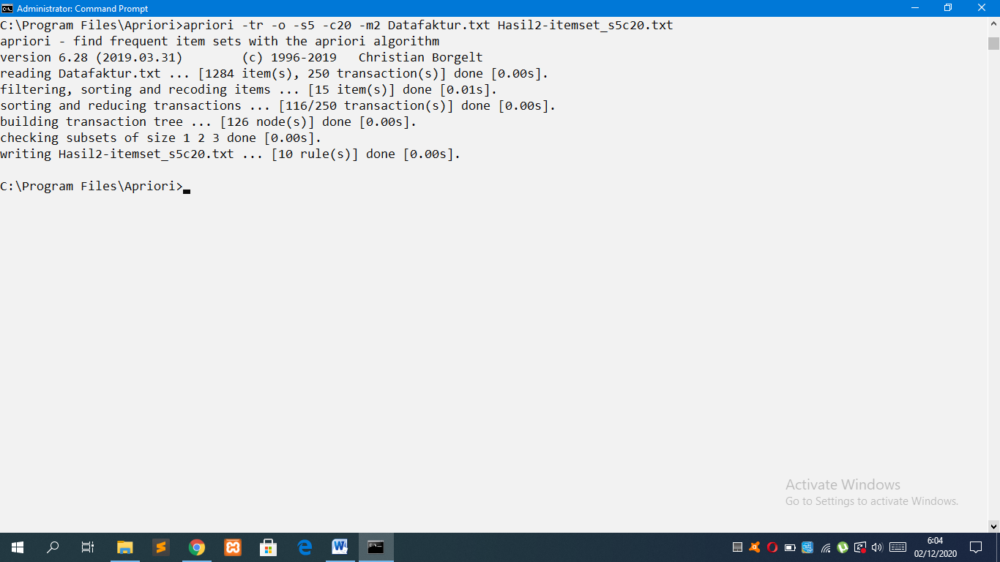 Administrator: Command Prompt
C:\Program Files\Apriori>apriori -tr -o -s5 -c20 -m2 Datafaktur.txt Hasil2-itemset_s5c20.txt
apriori - find frequent item sets with the apriori algorithm
version 6.28 (2019.03.31)        (c) 1996-2019   Christian Borgelt
reading Datafaktur.txt ... [1284 item(s), 250 transaction(s)] done [0.00s].
filtering, sorting and recoding items ... [15 item(s)] done [0.01s].
sorting and reducing transactions ... [116/250 transaction(s)] done [0.00s].
building transaction tree ... [126 node(s)] done [0.00s].
checking subsets of size 1 2 3 done [0.00s].
writing Hasil2-itemset_s5c20.txt ... [10 rule(s)] done [0.00s].
C:\Program Files\Apriori>
Activate Windows
Go to Settings to activate Windows.
6:04
02/12/2020